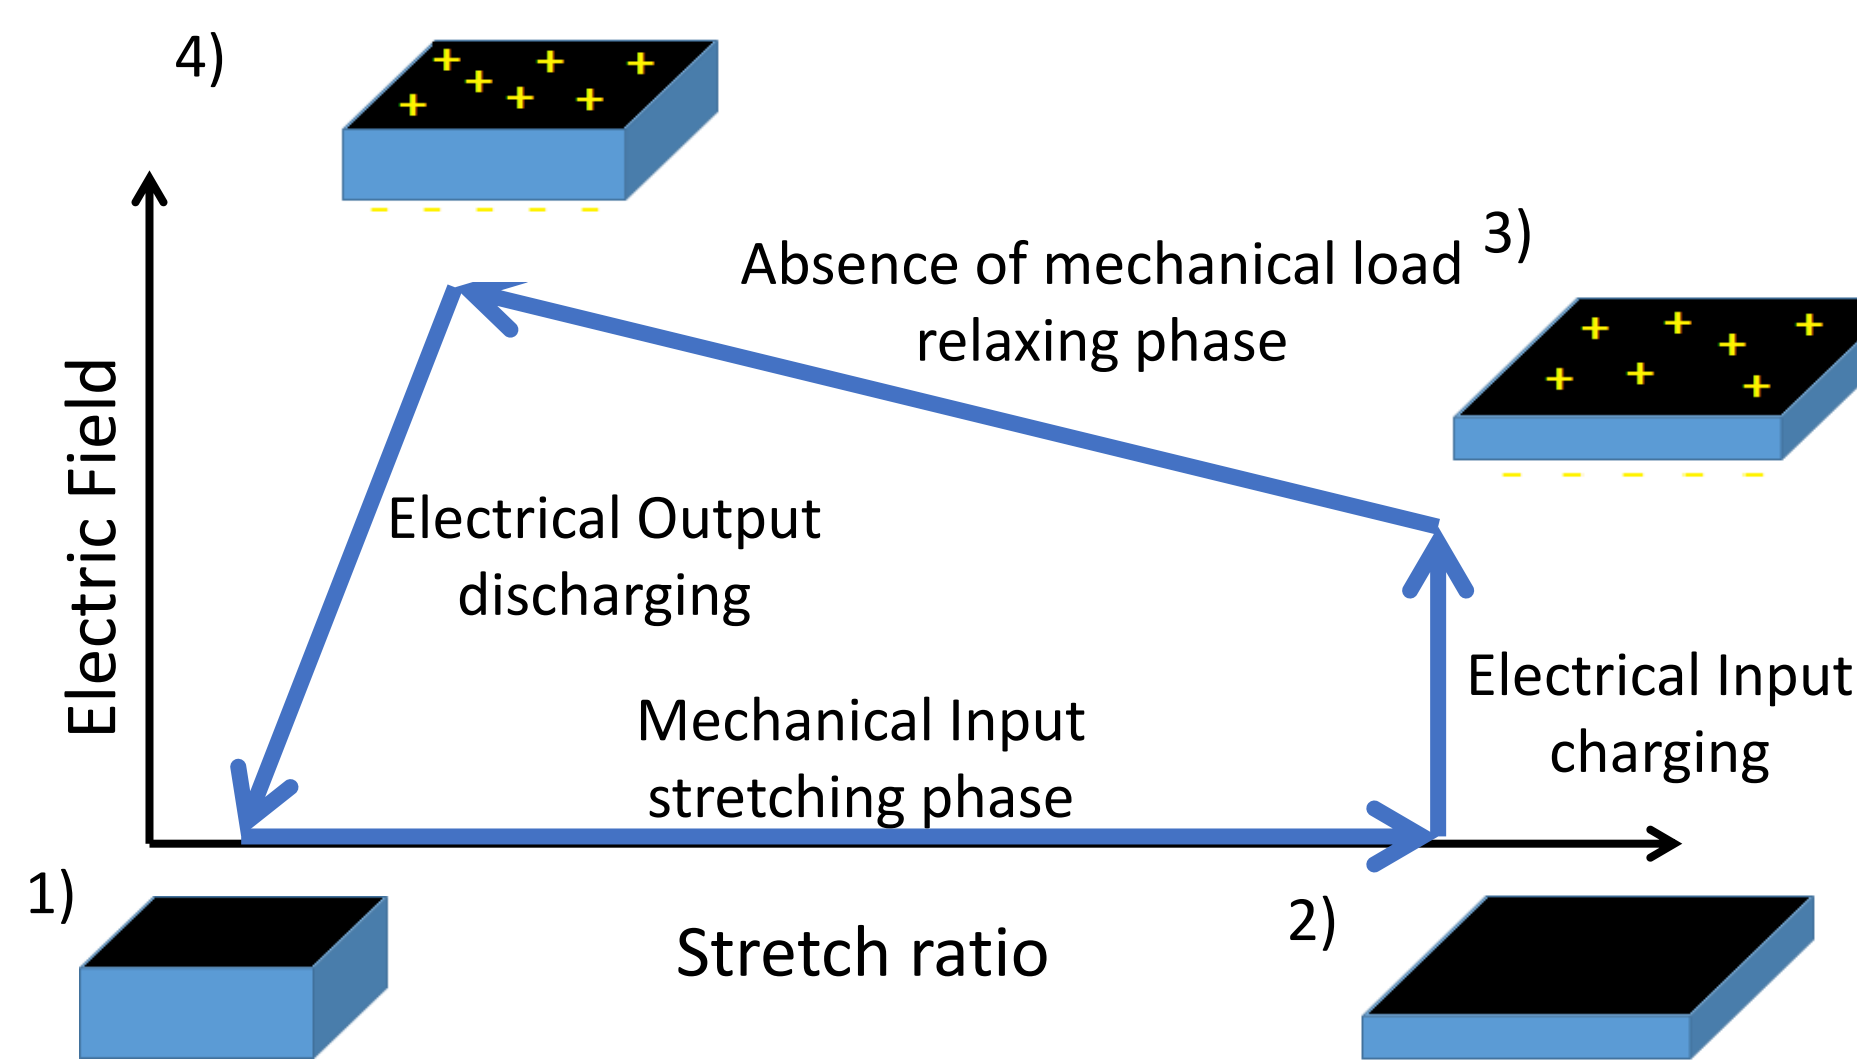 4)
3)
Absence of mechanical load
relaxing phase
Electric Field
Electrical Output
discharging
Electrical Input
charging
Mechanical Input
stretching phase
1)
2)
Stretch ratio